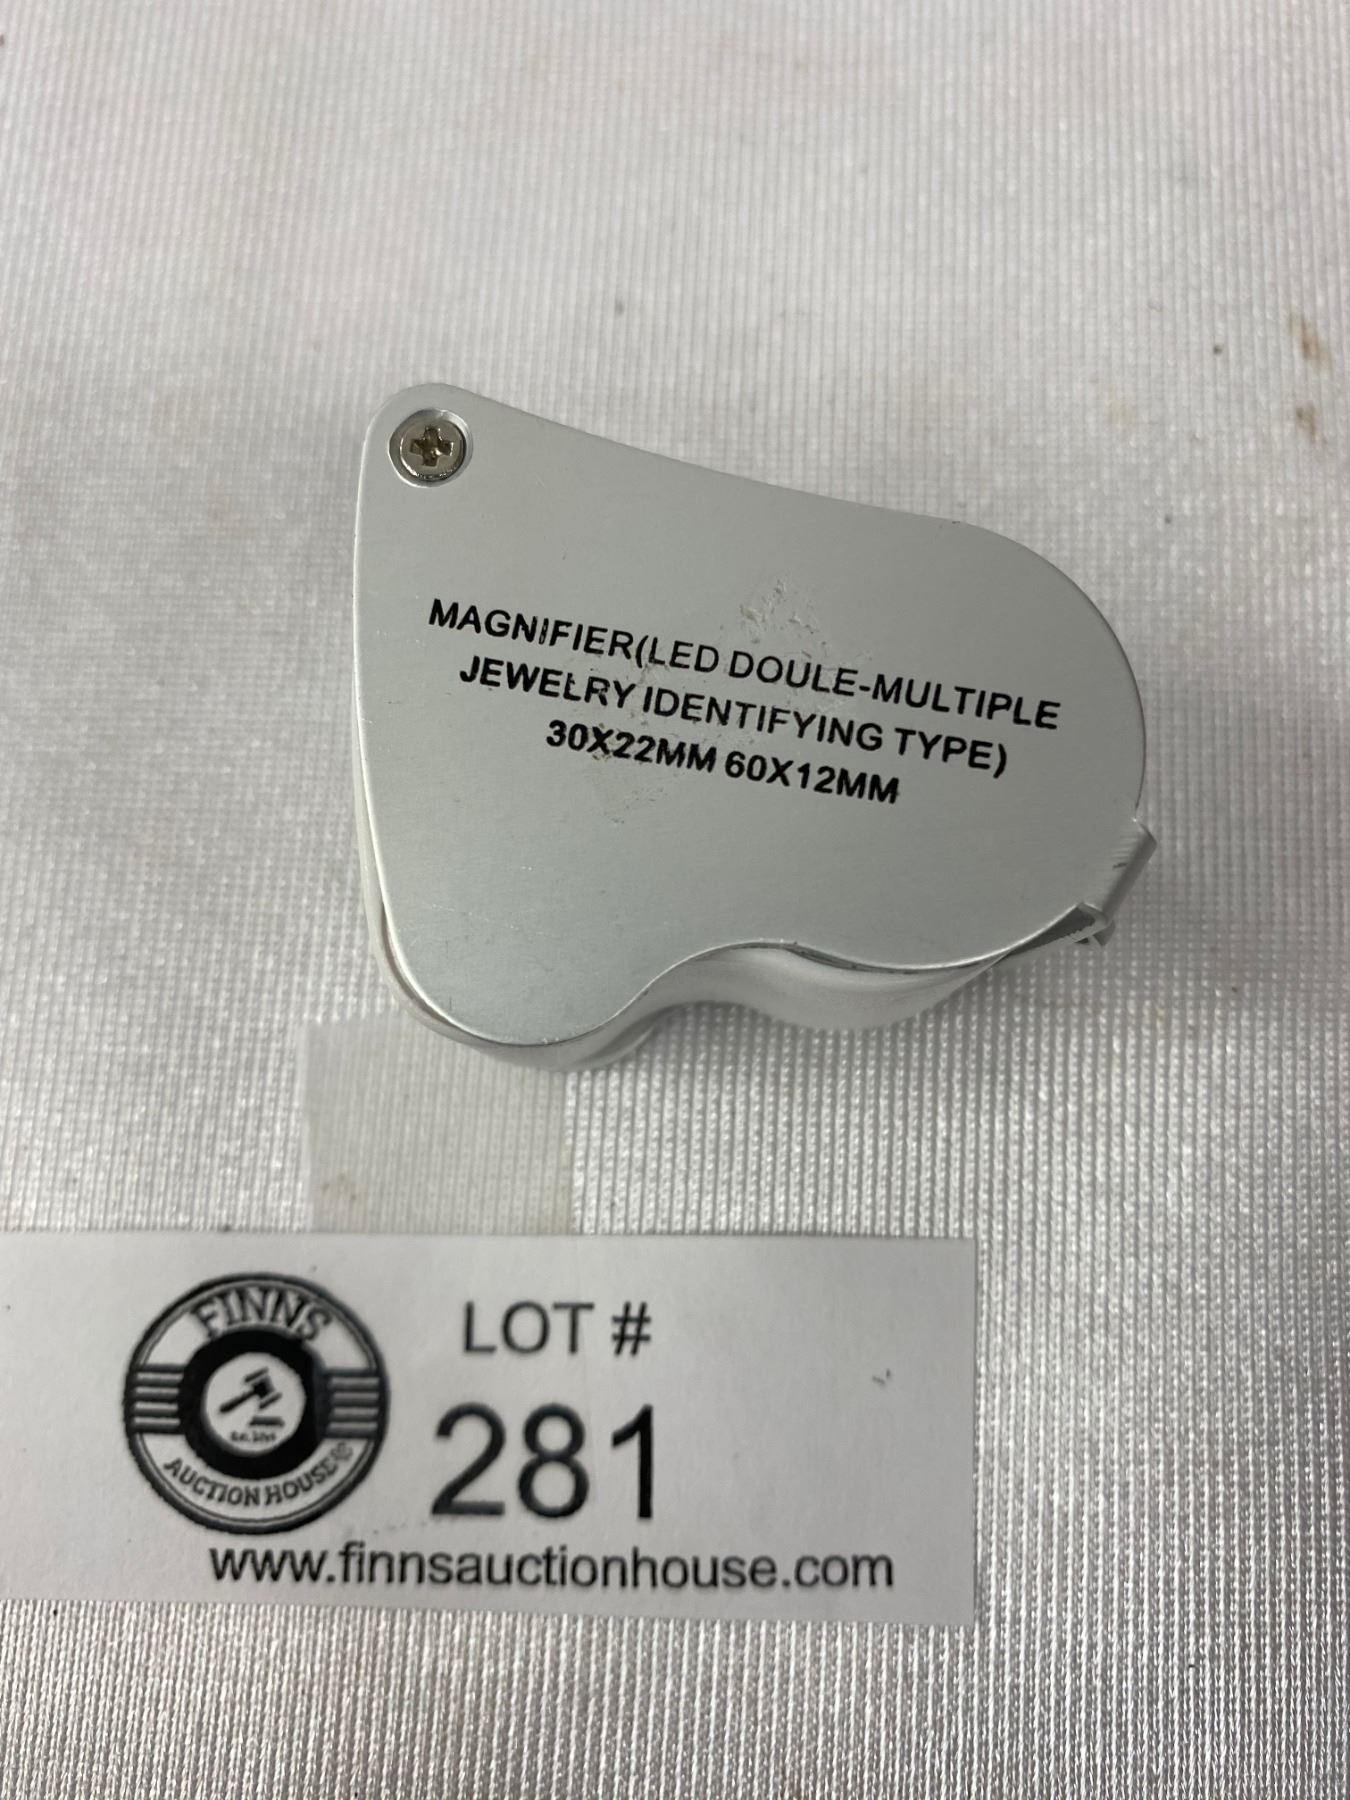 MAGNIFIER(LED DOULE-MULTIPLE
JEWELRY IDENTIFYING TYPE)
30X22MM 60X12MM
FINNS
AUCTION HOUSE
LOT #
281
www.finnsauctionhouse.com